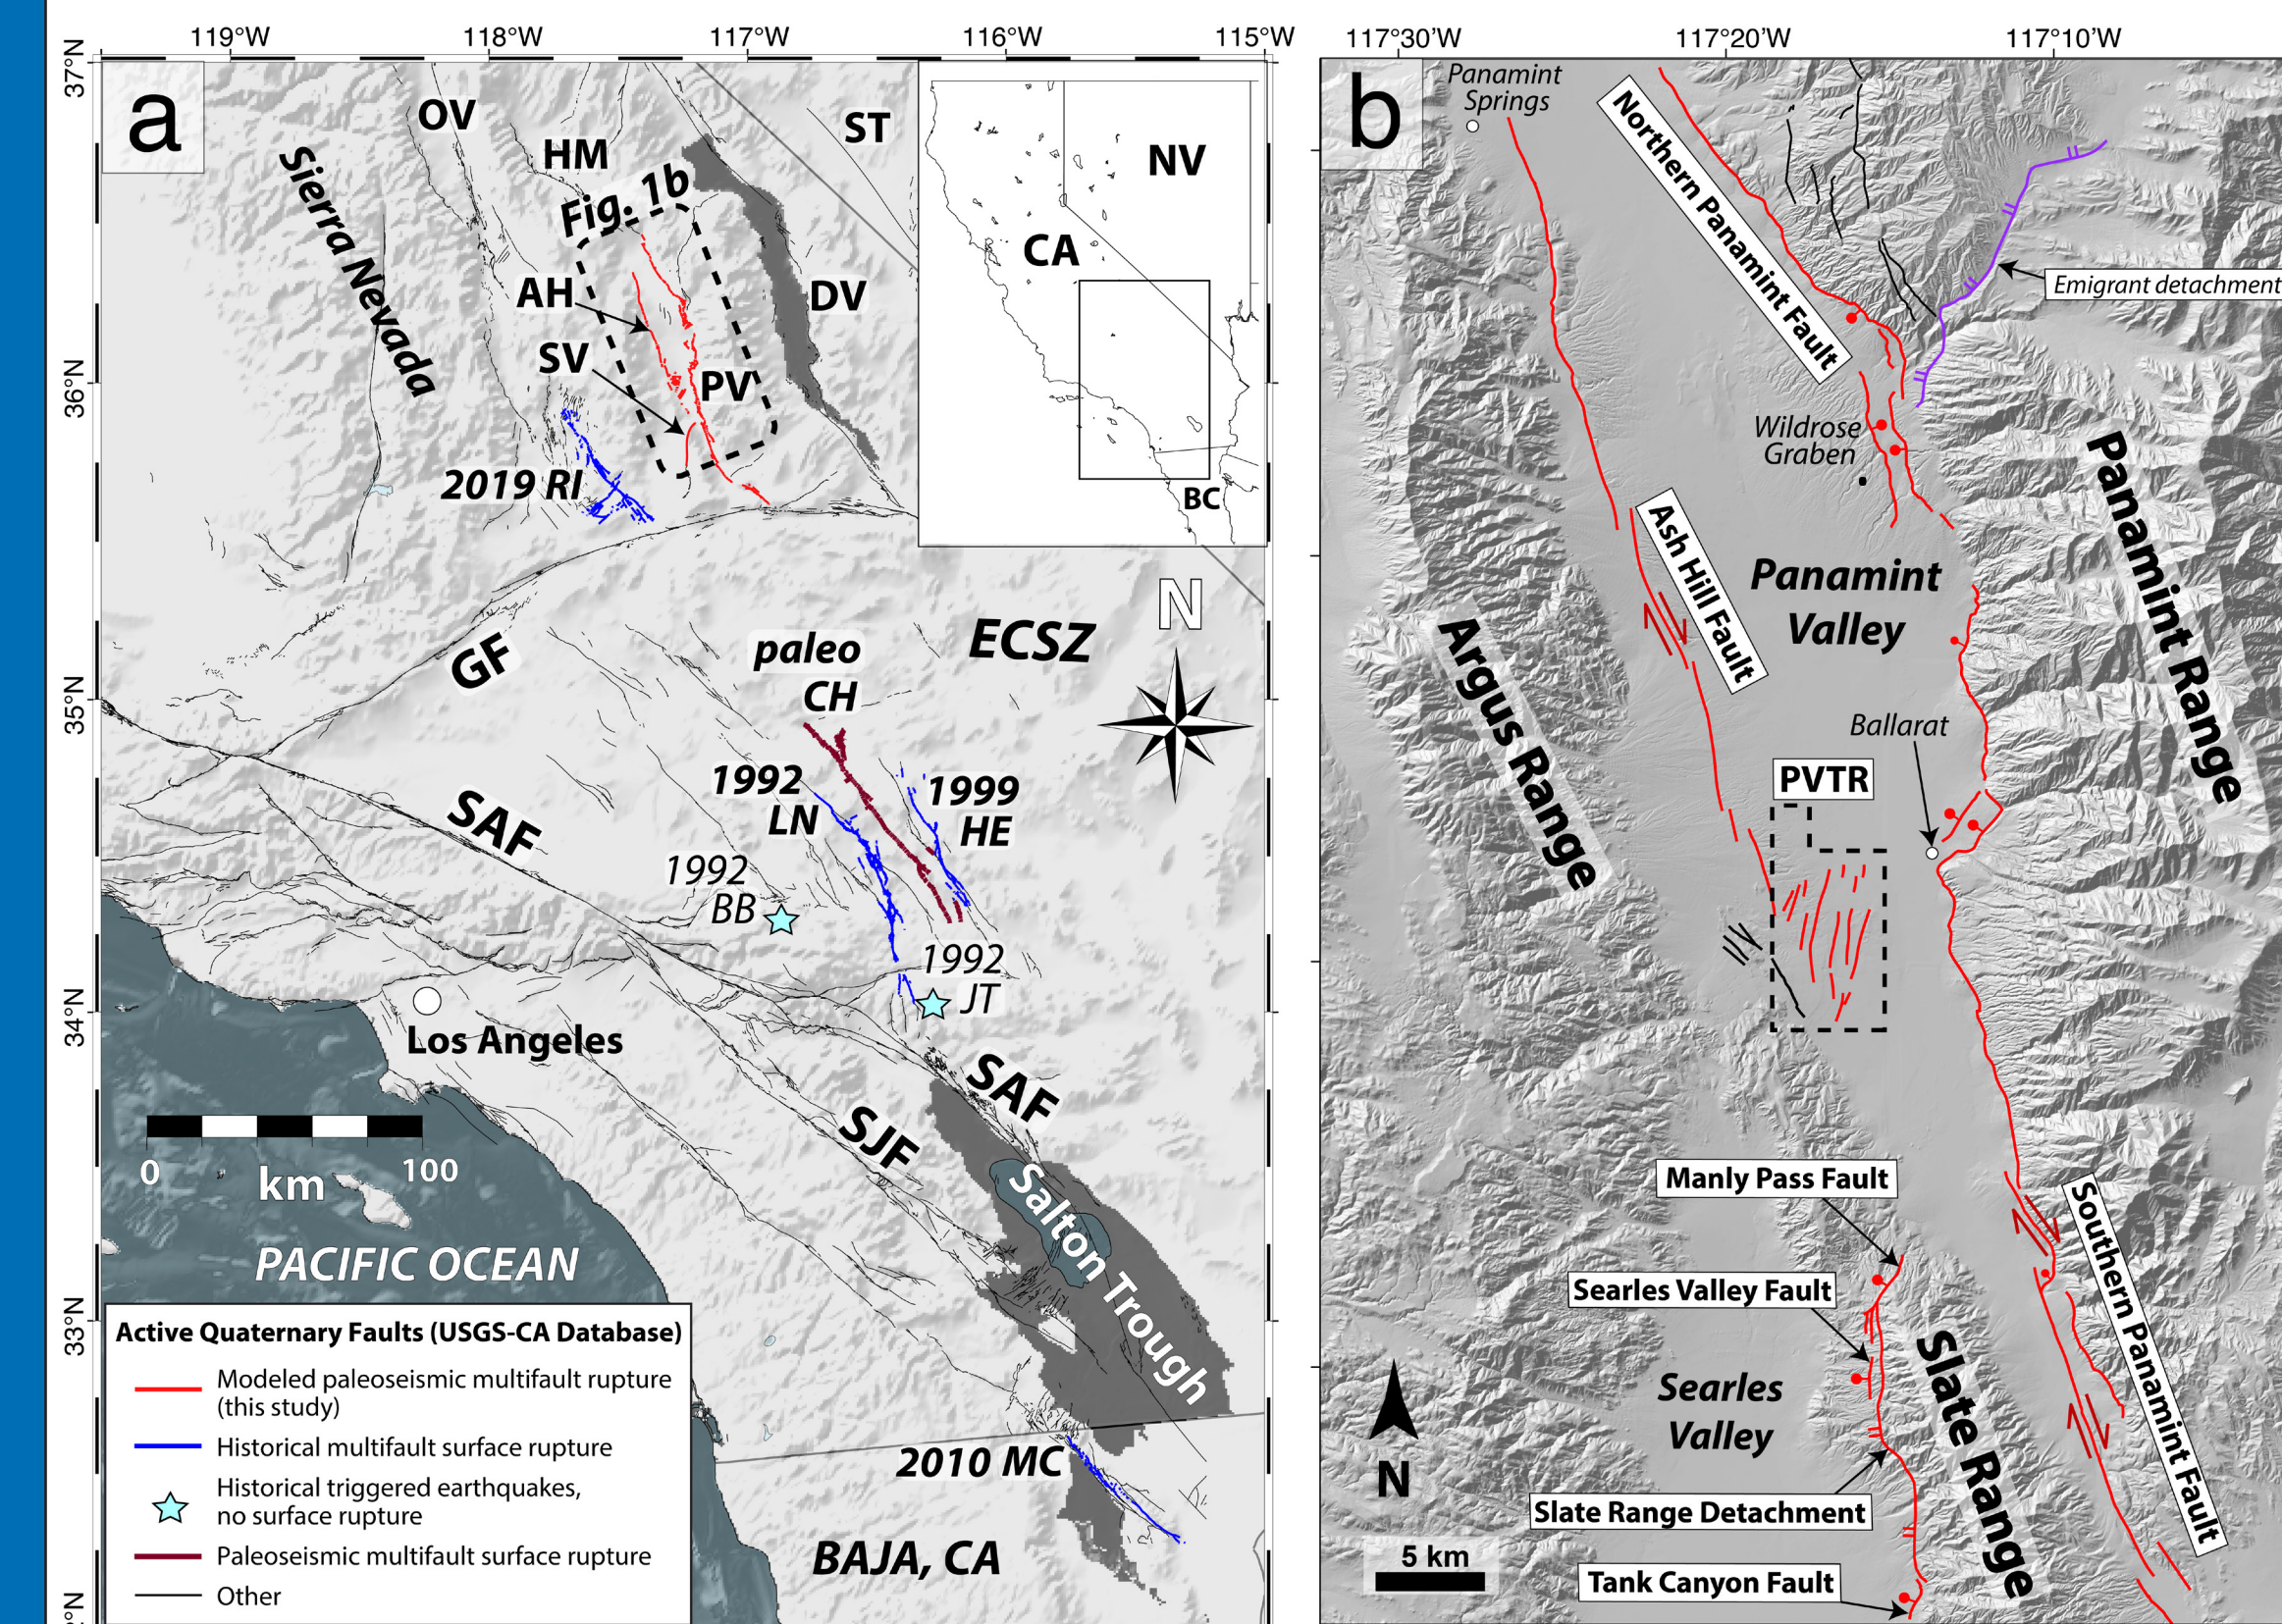 119°W
118°W
117°W
116°W
115°W
37°N
36°N
35°N
34°N
33°N
°N
a
OV
HM
ST
Sierra Nevada
Fig. 1b
AH
SV
PV
DV
2019 RI
NV
CA
BC
N
ECSZ
GF
paleo
CH
1992
LN
1999
HE
SAF
1992
BB
1992
JT
Los Angeles
SAF
SJF
0
100
km
Salton Trough
PACIFIC OCEAN
2010 MC
BAJA, CA
Active Quaternary Faults (USGS-CA Database)
Modeled paleoseismic multifault rupture
(this study)
Historical multifault surface rupture
Historical triggered earthquakes,
no surface rupture
Paleoseismic multifault surface rupture
Other
117°30'W
117°20'W
117°10'W
b
Panamint
Springs
Northern Panamint Fault
Emigrant detachment
Wildrose
Graben
Panamint Range
Ash Hill Fault
Panamint
Valley
Argus Range
Ballarat
PVTR
Manly Pass Fault
Searles Valley Fault
Southern Panamint Fault
Searles
Valley
Slate Range
N
Slate Range Detachment
5 km
Tank Canyon Fault